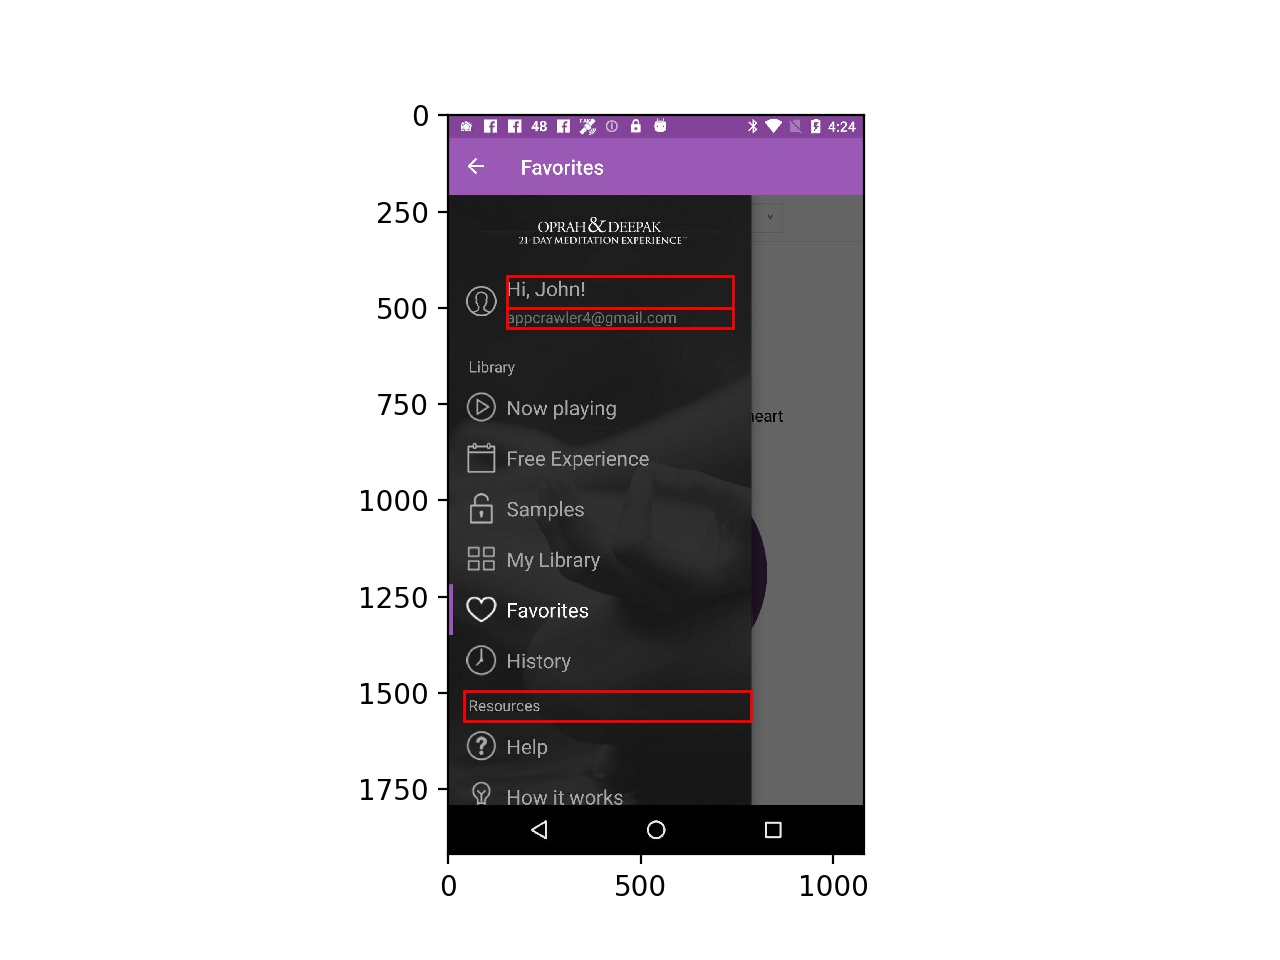 0
250
500
750
1000
1250
1500
1750
48
4:24
Favorites
OPRAH & DEEPAK
21-DAY MEDITATION EXPERIENCE
Hi, John!
appcrawler4@gmail.com
Library
Now playing
heart
Free Experience
Samples
My Library
Favorites
History
Resources
Help
How it works
0
500
1000